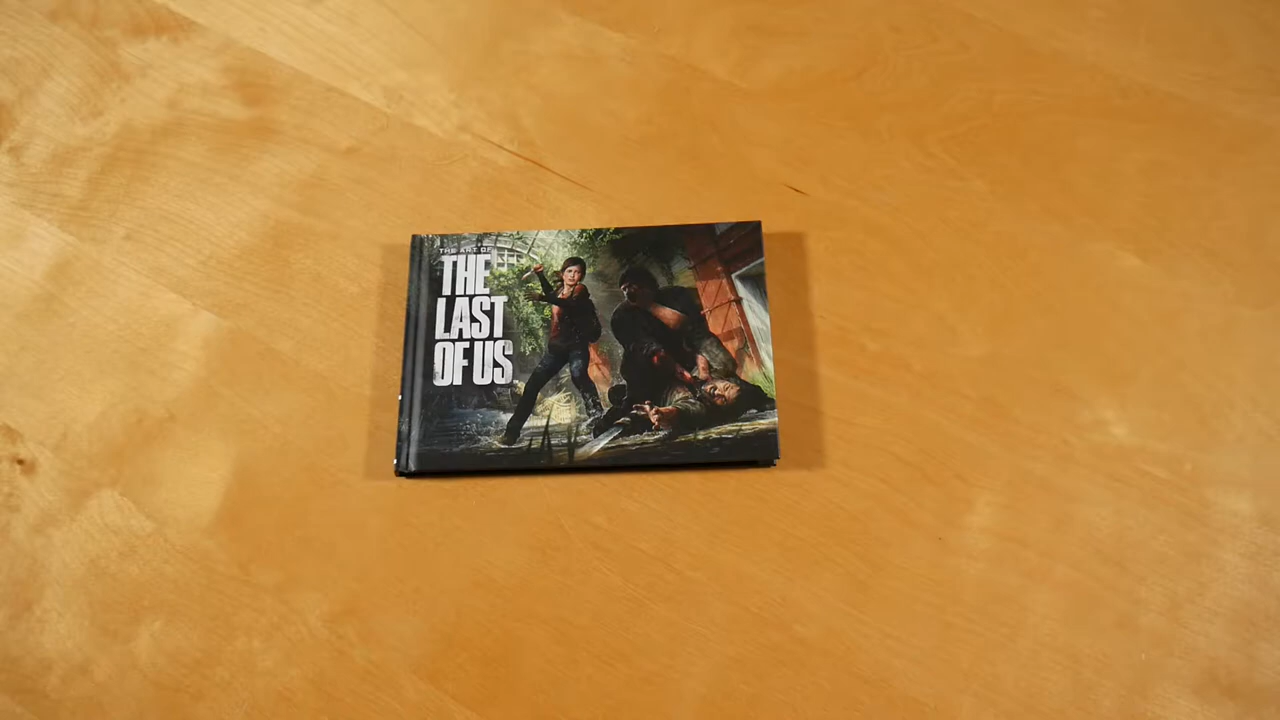 THE ART OF
THE
LAST
OF US